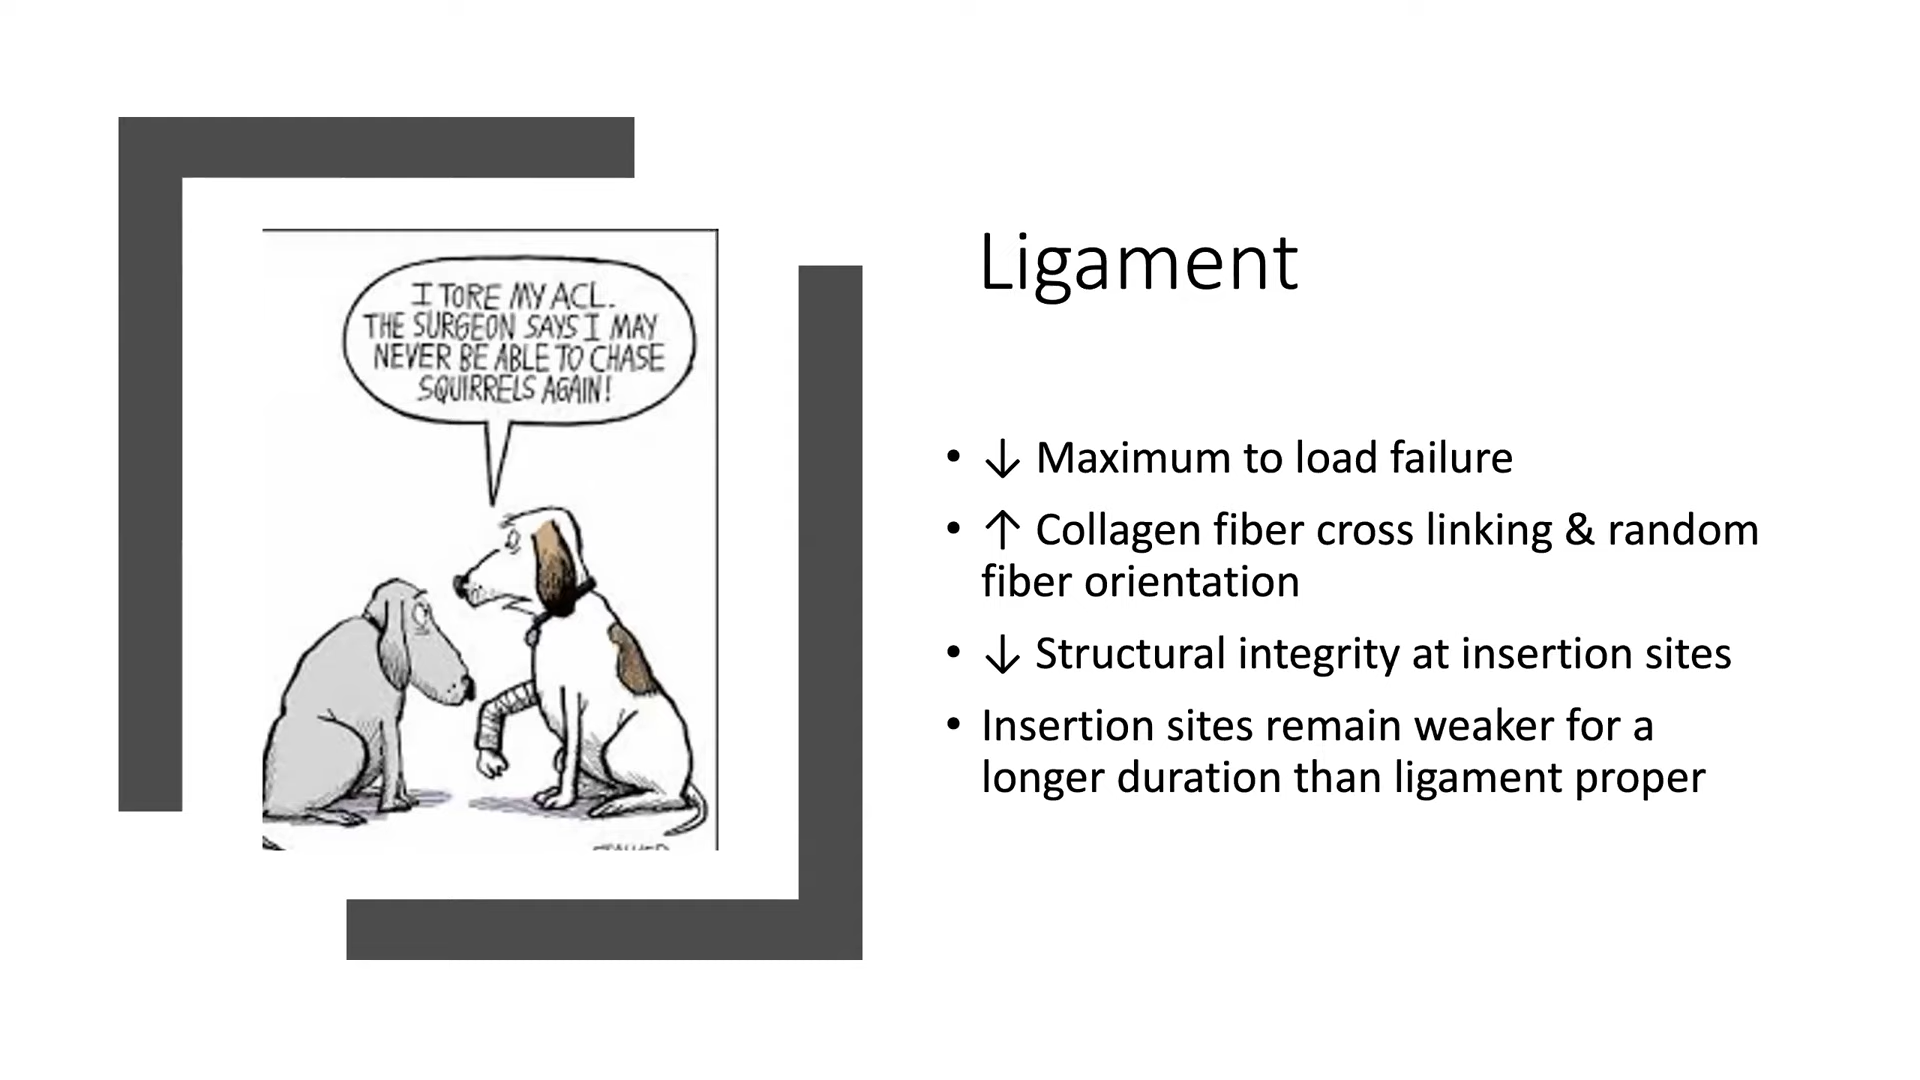 I TORE MY ACL.
THE SURGEON SAYS I MAY
NEVER BE ABLE TO CHASE
SQUIRRELS AGAIN!
Ligament
• ↓ Maximum to load failure
• ↑ Collagen fiber cross linking & random
fiber orientation
• ↓ Structural integrity at insertion sites
• Insertion sites remain weaker for a
longer duration than ligament proper